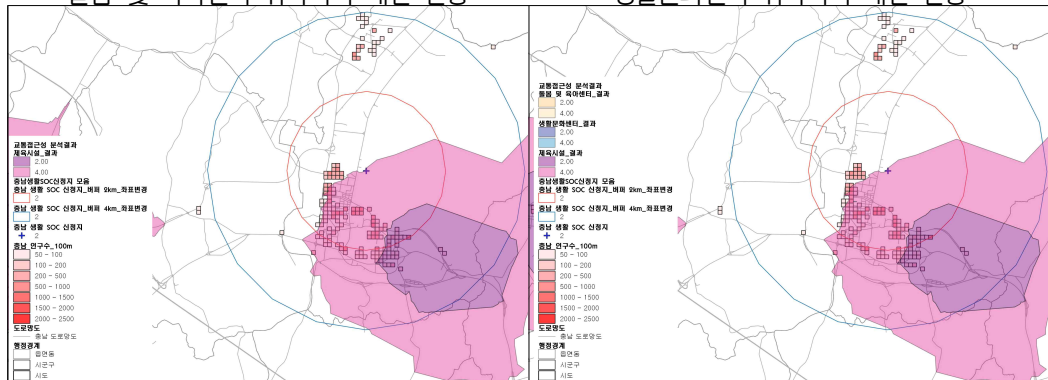 교통접근성 분석결과
체육시설_결과
2.00
4.00
충남생활SOC신청지 모음
충남 생활 SOC 신청지_버퍼 2km_좌표변경
2
충남 생활 SOC 신청지_버퍼 4km_좌표변경
2
충남 생활 SOC 신청지
2
충남 인구수_100m
50 - 100
100 - 200
200 - 500
500 - 1000
1000 - 1500
1500 - 2000
2000 - 2500
도로망도
충남 도로망도
행정경계
읍면동
시군구
시도
교통접근성 분석결과
돌봄 및 육아센터_결과
2.00
4.00
생활문화센터_결과
2.00
4.00
체육시설_결과
2.00
4.00
충남생활SOC신청지 모음
충남 생활 SOC 신청지_버퍼 2km_좌표변경
2
충남 생활 SOC 신청지_버퍼 4km_좌표변경
2
충남 생활 SOC 신청지
2
충남 인구수_100m
50 - 100
100 - 200
200 - 500
500 - 1000
1000 - 1500
1500 - 2000
2000 - 2500
도로망도
충남 도로망도
행정경계
읍면동
시군구
시도